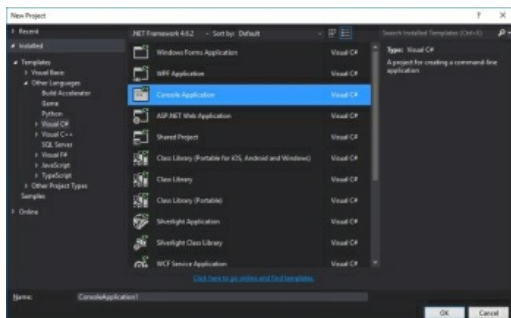 New Project
? X
Recent
.NET Framework 4.6.2 Sort by: Default
Search Installed Templates (Ctrl+E)
Installed
Templates
Visual Basic
Other Languages
Build Accelerator
Game
Python
Visual C#
Visual C++
SQL Server
Visual F#
JavaScript
TypeScript
Other Project Types
Samples
Online
Windows Forms Application Visual C#
WPF Application Visual C#
Console Application Visual C#
ASP.NET Web Application Visual C#
Shared Project Visual C#
Class Library (Portable for iOS, Android and Windows) Visual C#
Class Library Visual C#
Class Library (Portable) Visual C#
Silverlight Application Visual C#
Silverlight Class Library Visual C#
WCF Service Application Visual C#
Click here to go online and find templates.
Type: Visual C#
A project for creating a command-line
application
Name: ConsoleApplication1
OK Cancel